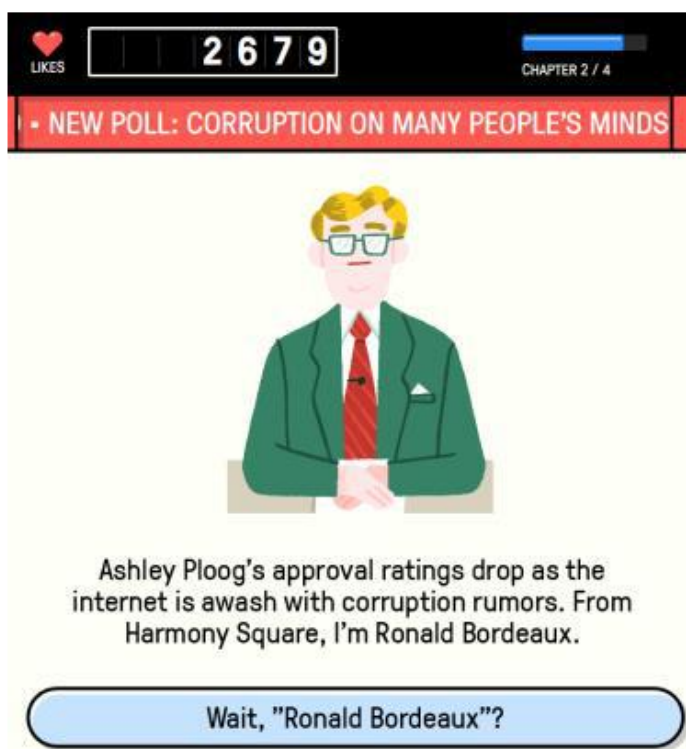 2679
LIKES
CHAPTER 2 / 4
- NEW POLL: CORRUPTION ON MANY PEOPLE'S MINDS
Ashley Ploog's approval ratings drop as the
internet is awash with corruption rumors. From
Harmony Square, I'm Ronald Bordeaux.
Wait, "Ronald Bordeaux"?